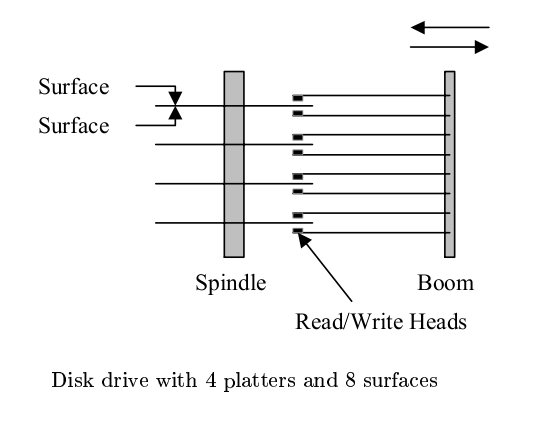 Surface
Surface
Spindle
Boom
Read/Write Heads
Disk drive with 4 platters and 8 surfaces